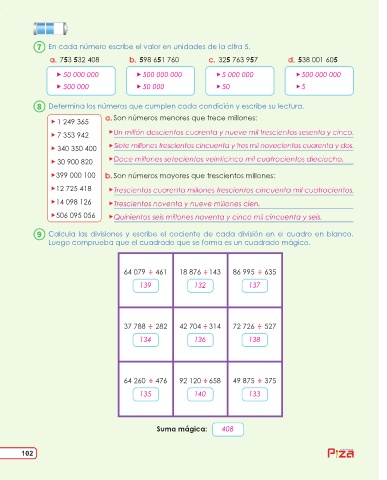 7 En cada número escribe el valor en unidades de la cifra 5.
a. 753 532 408 b. 598 651 760 c. 325 763 957 d. 538 001 605
50 000 000 500 000 000 5 000 000 500 000 000
500 000 50 000 50 5
8 Determina los números que cumplen cada condición y escribe su lectura.
1 249 365
7 353 942
340 350 400
30 900 820
399 000 100
12 725 418
14 098 126
506 095 056
a. Son números menores que trece millones:
Un millón doscientos cuarenta y nueve mil trescientos sesenta y cinco.
Siete millones trescientos cincuenta y tres mil novecientos cuarenta y dos.
Doce millones setecientos veinticinco mil cuatrocientos dieciocho.
b. Son números mayores que trescientos millones:
Trescientos cuarenta millones trescientos cincuenta mil cuatrocientos.
Trescientos noventa y nueve millones cien.
Quinientos seis millones noventa y cinco mil cincuenta y seis.
9 Calcula las divisiones y escribe el cociente de cada división en el cuadro en blanco.
Luego comprueba que el cuadrado que se forma es un cuadrado mágico.
64 079 ÷ 461 18 876 ÷ 143 86 995 ÷ 635
139 132 137
37 788 ÷ 282 42 704 ÷ 314 72 726 ÷ 527
134 136 138
64 260 ÷ 476 92 120 ÷ 658 49 875 ÷ 375
135 140 133
Suma mágica: 408
102